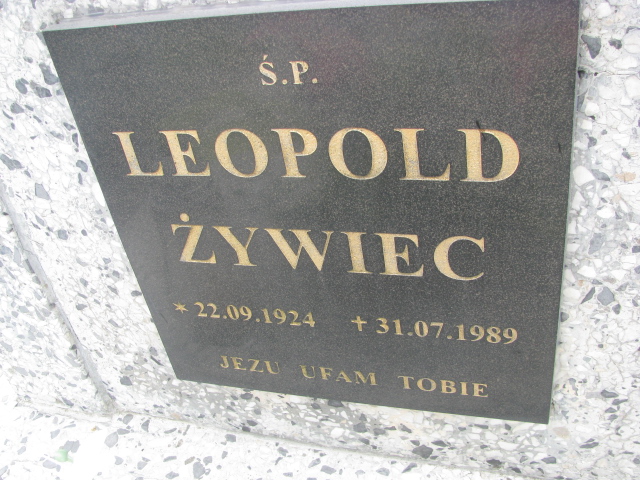 Ś.P.
LEOPOLD
ŻYWIEC
* 22.09.1924 + 31.07.1989
JEZU UFAM TOBIE